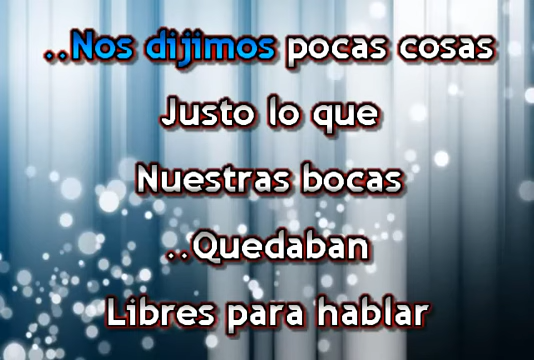 ..Nos dijimos pocas cosas
Justo lo que
Nuestras bocas
..Quedaban
Libres para hablar